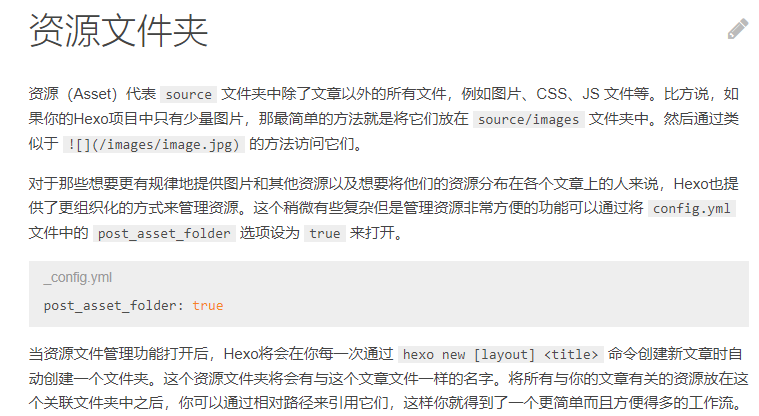 资源文件夹
资源（Asset）代表 source 文件夹中除了文章以外的所有文件，例如图片、CSS、JS 文件等。比方说，如
果你的Hexo项目中只有少量图片，那最简单的方法就是将它们放在 source/images 文件夹中。然后通过类
似于 ![](/images/image.jpg) 的方法访问它们。
对于那些想要更有规律地提供图片和其他资源以及想要将他们的资源分布在各个文章上的人来说，Hexo也提
供了更组织化的方式来管理资源。这个稍微有些复杂但是管理资源非常方便的功能可以通过将 config.yml
文件中的 post_asset_folder 选项设为 true 来打开。
_config.yml
post_asset_folder: true
当资源文件管理功能打开后，Hexo将会在你每一次通过 hexo new [layout] <title> 命令创建新文章时自
动创建一个文件夹。这个资源文件夹将会有与这个文章文件一样的名字。将所有与你的文章有关的资源放在这
个关联文件夹中之后，你可以通过相对路径来引用它们，这样你就得到了一个更简单而且方便得多的工作流。